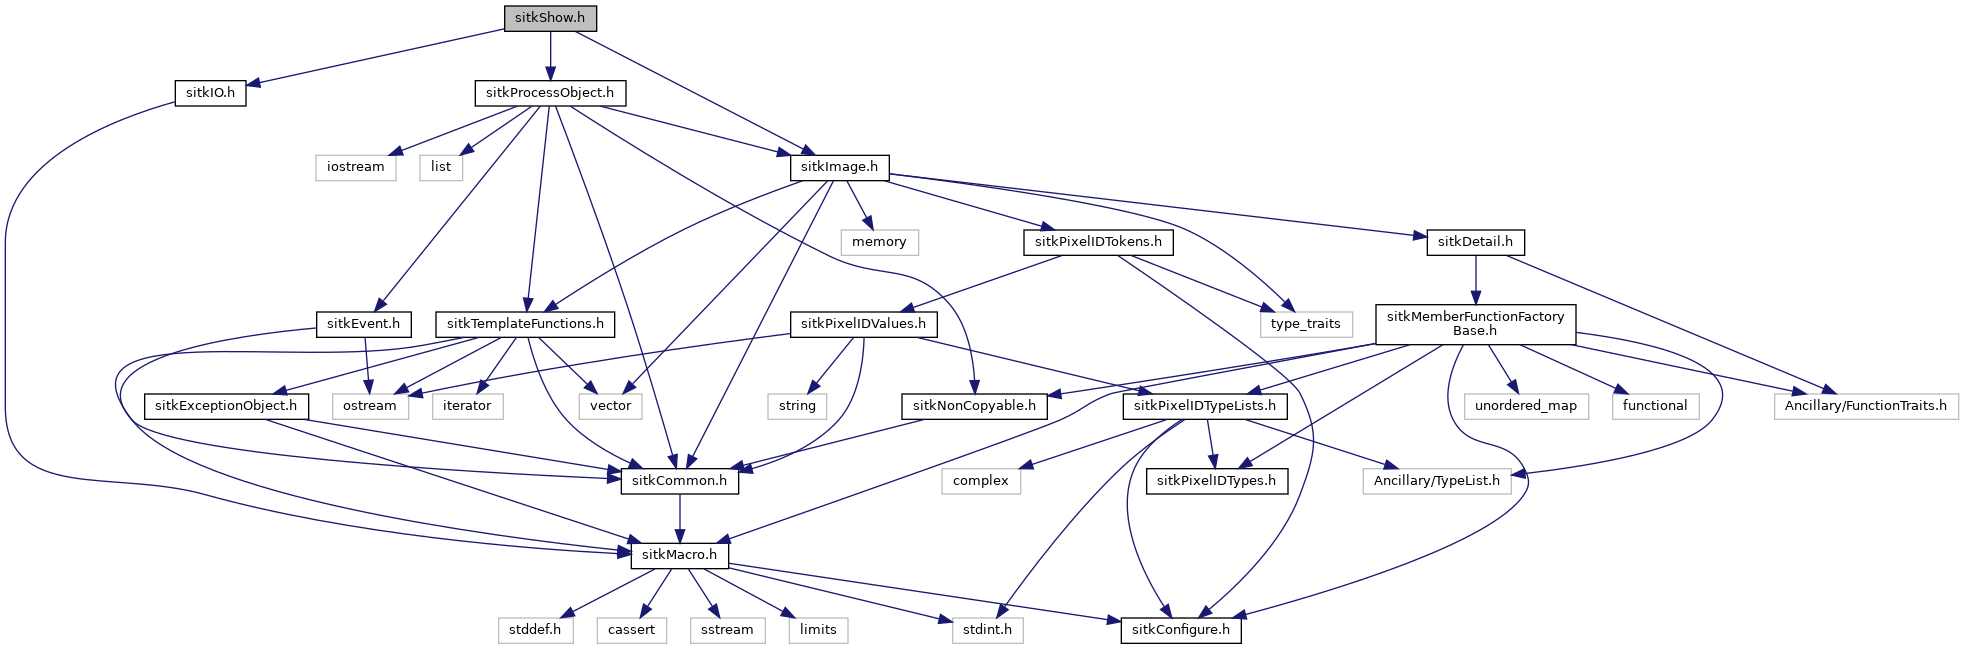 sitkShow.h
sitkIO.h
sitkProcessObject.h
iostream
list
sitkImage.h
memory
sitkPixelIDTokens.h
sitkDetail.h
sitkEvent.h
sitkTemplateFunctions.h
sitkPixelIDValues.h
type_traits
sitkMemberFunctionFactory
Base.h
sitkExceptionObject.h
ostream
iterator
vector
string
sitkNonCopyable.h
sitkPixelIDTypeLists.h
unordered_map
functional
Ancillary/FunctionTraits.h
sitkCommon.h
complex
sitkPixelIDTypes.h
Ancillary/TypeList.h
sitkMacro.h
stddef.h
cassert
sstream
limits
stdint.h
sitkConfigure.h